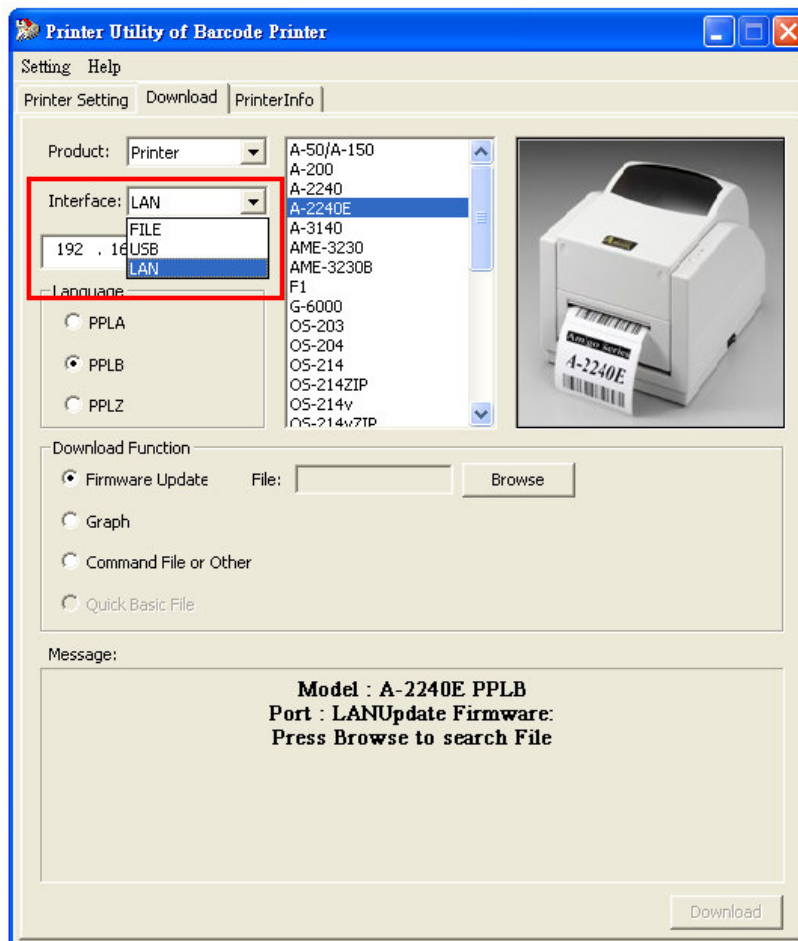 Printer Utility of Barcode Printer
Setting Help
Printer Setting Download PrinterInfo
Product: Printer
Interface: LAN
FILE
USB
LAN
192 . 16
Language
PPLA
PPLB
PPLZ
A-50/A-150
A-200
A-2240
A-2240E
A-3140
AME-3230
AME-3230B
F1
G-6000
OS-203
OS-204
OS-214
OS-214ZIP
OS-214v
OS-214vZIP
Amigo series
A-2240E
Download Function
Firmware Update File: Browse
Graph
Command File or Other
Quick Basic File
Message:
Model : A-2240E PPLB
Port : LANUpdate Firmware:
Press Browse to search File
Download